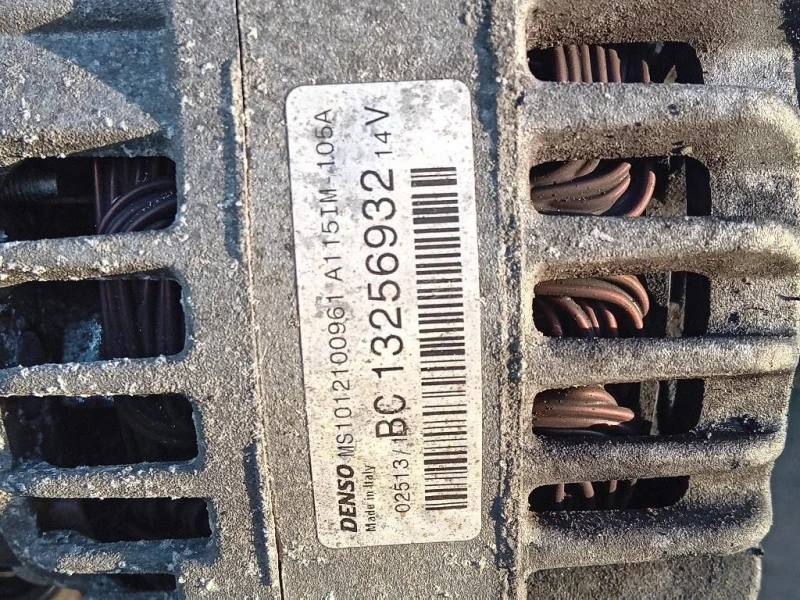 DENSO MS1012100961 A115IM 105A
Made in Italy
BC 13256932 14V
02513/1